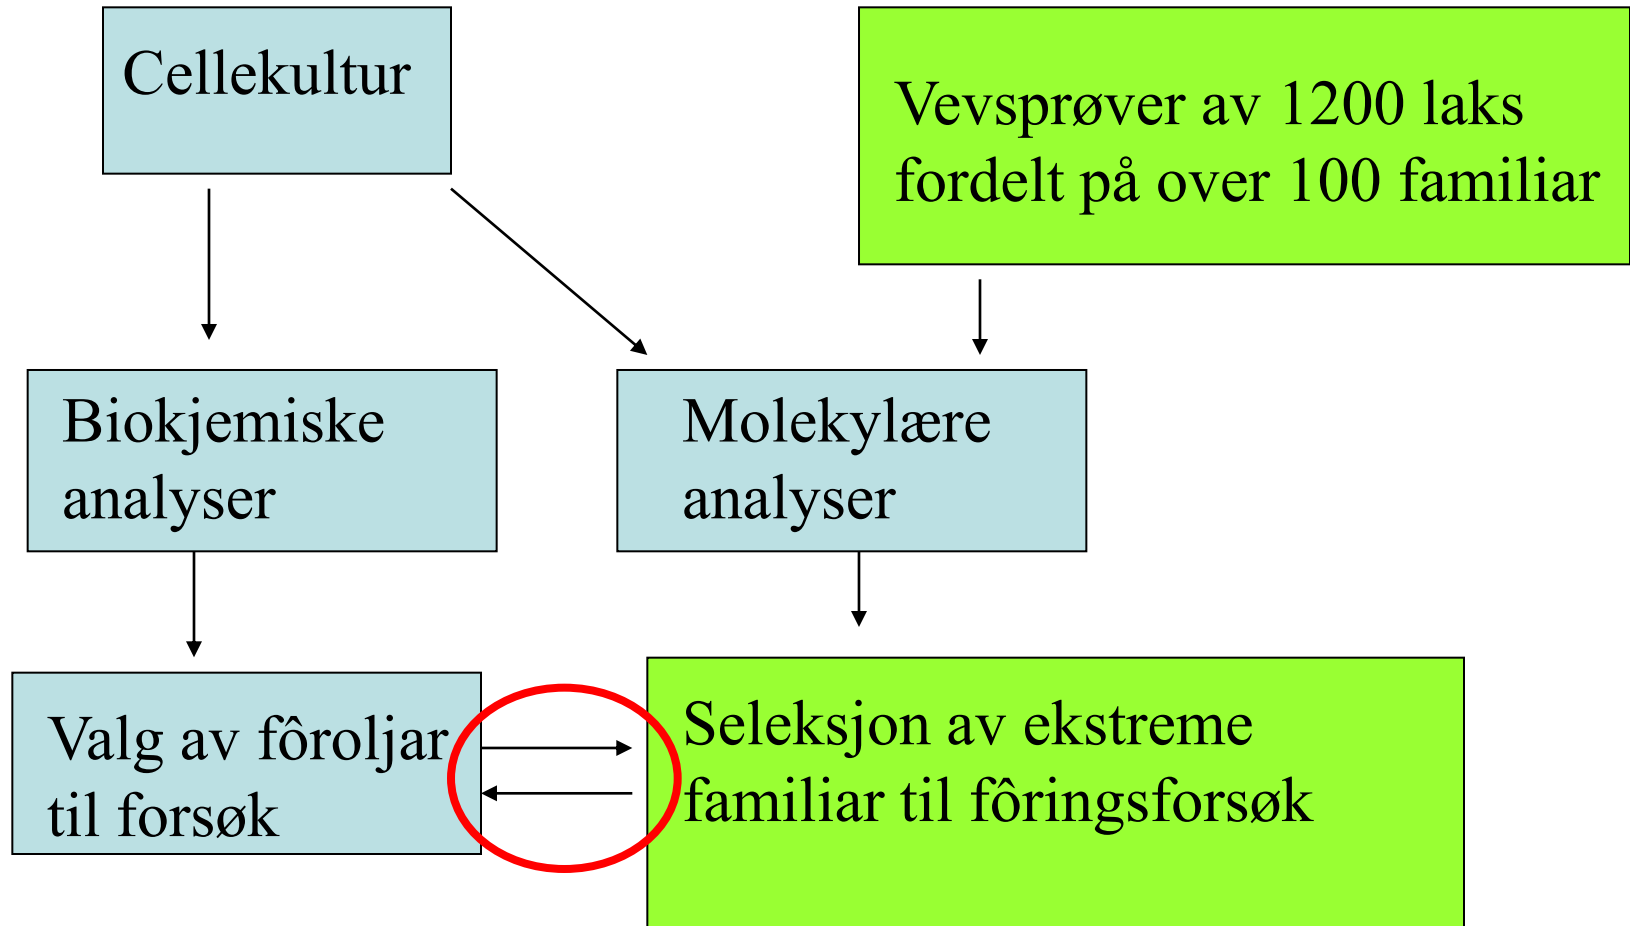 Cellekultur
Vevsprøver av 1200 laks
fordelt på over 100 familiar
Biokjemiske
analyser
Molekylære
analyser
Valg av fôroljar
til forsøk
Seleksjon av ekstreme
familiar til fôringsforsøk